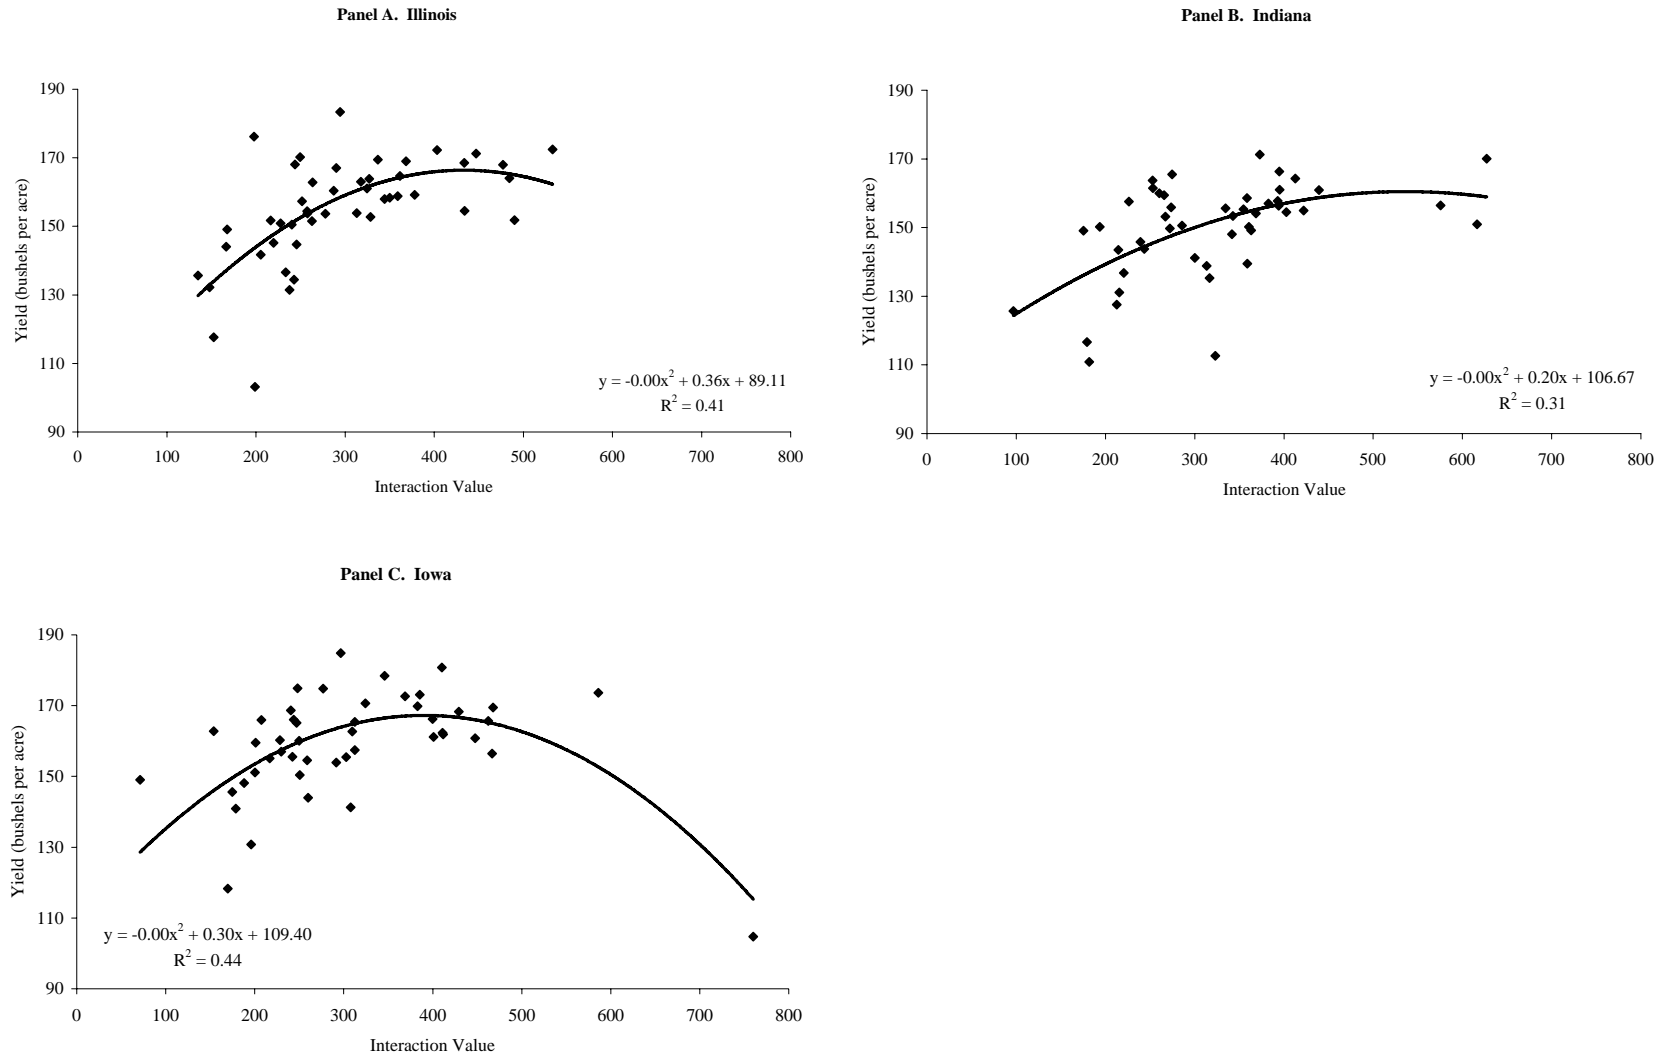 Panel A.  Illinois
190
170
150
130
110
90
0 100 200 300 400 500 600 700 800
Interaction Value
Yield (bushels per acre)
y = -0.00x² + 0.36x + 89.11
R² = 0.41
Panel B.  Indiana
190
170
150
130
110
90
0 100 200 300 400 500 600 700 800
Interaction Value
Yield (bushels per acre)
y = -0.00x² + 0.20x + 106.67
R² = 0.31
Panel C.  Iowa
190
170
150
130
110
90
0 100 200 300 400 500 600 700 800
Interaction Value
Yield (bushels per acre)
y = -0.00x² + 0.30x + 109.40
R² = 0.44